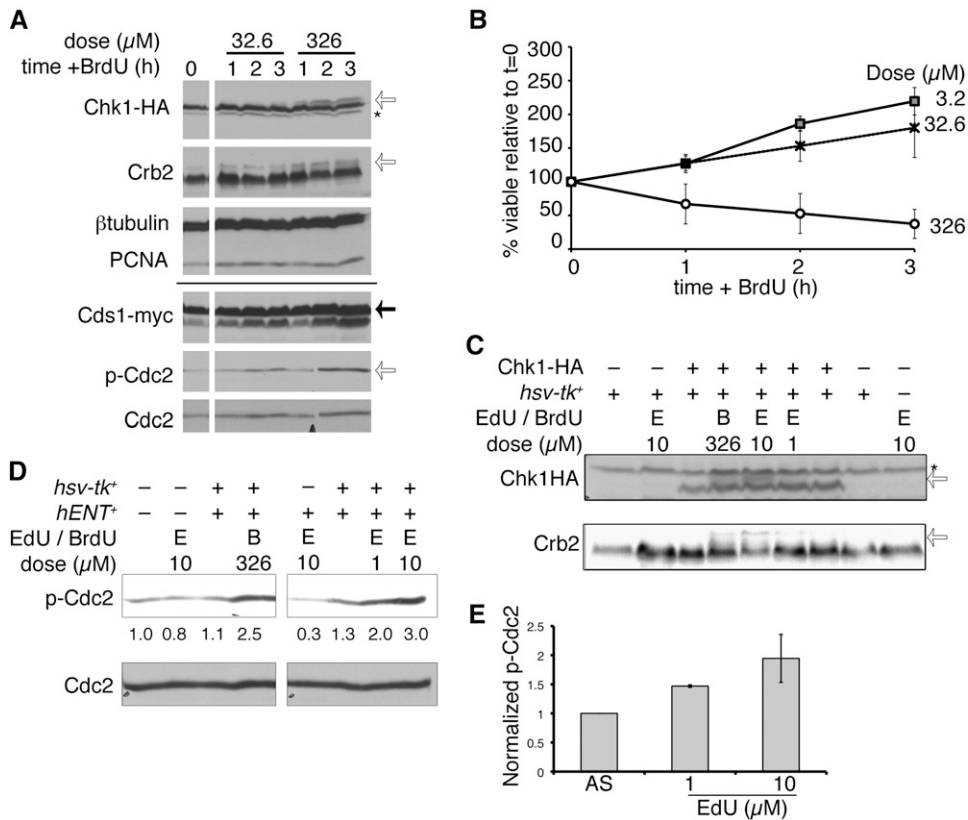 A
dose (µM) 32.6 326
time +BrdU (h) 0 1 2 3 1 2 3
Chk1-HA
*
Crb2
βtubulin
PCNA
Cds1-myc
p-Cdc2
Cdc2
B
% viable relative to t=0
300
250
200
150
100
50
0
0 1 2 3
time + BrdU (h)
Dose (µM)
3.2
32.6
326
C
Chk1-HA – – + + + + + – –
hsv-tk+ + + + + + + + + –
EdU / BrdU E B E E E
dose (µM) 10 326 10 1 10
Chk1HA
*
Crb2
D
hsv-tk+ – – + + – + + +
hENT+ – – + + + + + +
EdU / BrdU E B E E E
dose (µM) 10 326 10 1 10
p-Cdc2
1.0 0.8 1.1 2.5 0.3 1.3 2.0 3.0
Cdc2
E
Normalized p-Cdc2
2.5
2
1.5
1
0.5
0
AS 1 10
EdU (µM)